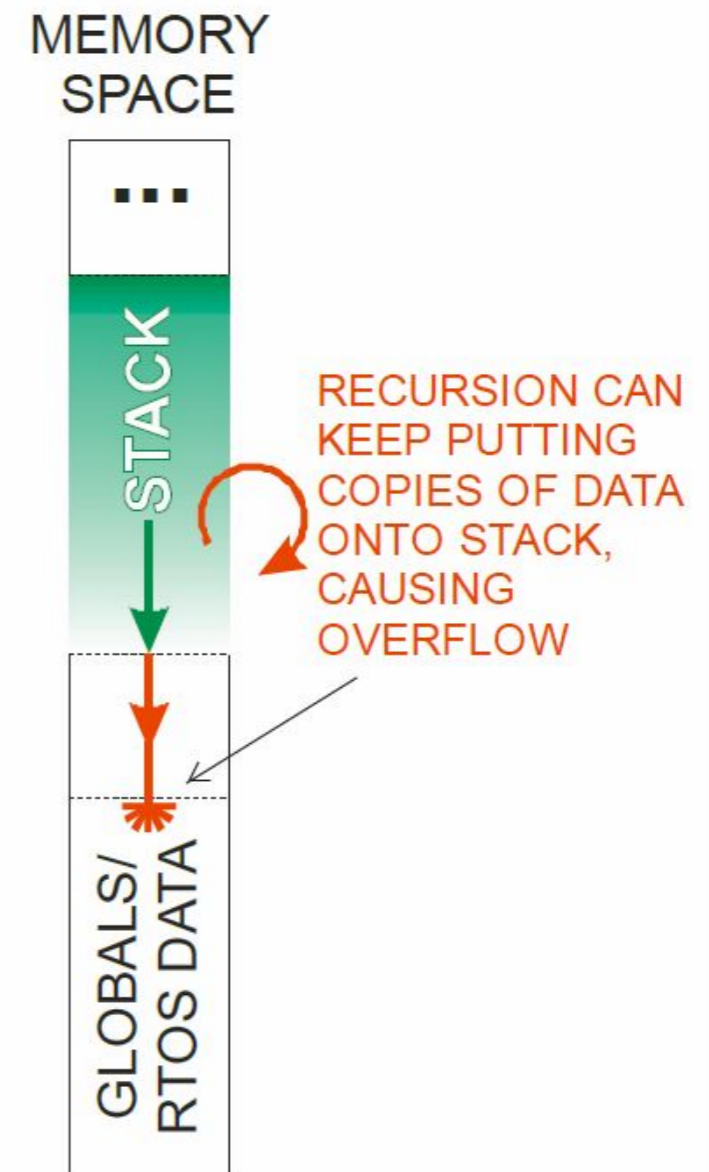 MEMORY
SPACE
...
STACK
RECURSION CAN
KEEP PUTTING
COPIES OF DATA
ONTO STACK,
CAUSING
OVERFLOW
GLOBALS/
RTOS DATA